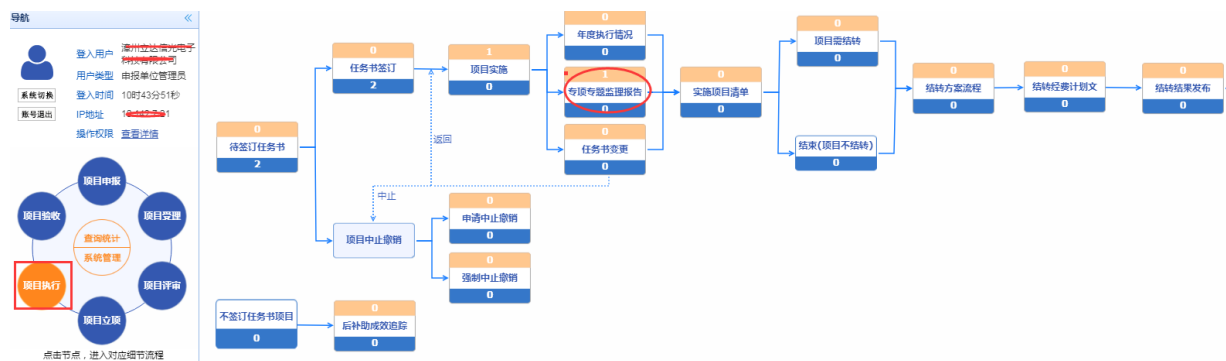 导航
«
登入用户
用户类型 申报单位管理员
系统切换
登入时间 10时43分51秒
账号退出
IP地址
操作权限 查看详情
项目申报
项目验收
项目受理
查询统计
系统管理
项目执行
项目评审
项目立项
点击节点，进入对应细节流程
0
待签订任务书
2
0
任务书签订
2
1
项目实施
0
0
年度执行情况
0
1
专项专题监理报告
0
0
任务书变更
0
返回
中止
项目中止撤销
0
申请中止撤销
0
0
强制中止撤销
0
0
实施项目清单
0
0
项目需结转
0
结束(项目不结转)
0
0
结转方案流程
0
0
结转经费计划文
0
0
结转结果发布
0
不签订任务书项目
0
0
后补助成效追踪
0